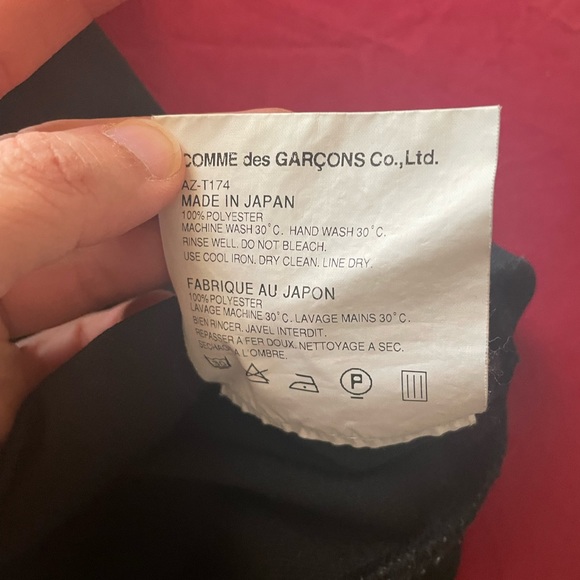 COMME des GARÇONS Co.,Ltd.
AZ-T174
MADE IN JAPAN
100% POLYESTER
MACHINE WASH 30°C. HAND WASH 30°C.
RINSE WELL. DO NOT BLEACH.
USE COOL IRON. DRY CLEAN. LINE DRY.
FABRIQUE AU JAPON
100% POLYESTER
LAVAGE MACHINE 30°C. LAVAGE MAINS 30°C.
BIEN RINCER. JAVEL INTERDIT.
REPASSER A FER DOUX. NETTOYAGE A SEC.
SECHAGE A L'OMBRE.
P